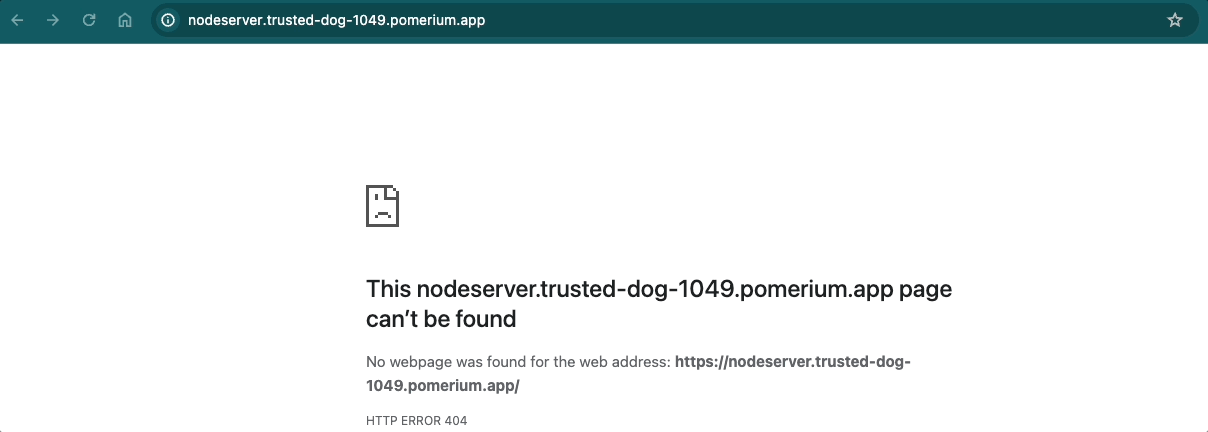 nodeserver.trusted-dog-1049.pomerium.app
This nodeserver.trusted-dog-1049.pomerium.app page
can’t be found
No webpage was found for the web address: https://nodeserver.trusted-dog-
1049.pomerium.app/
HTTP ERROR 404